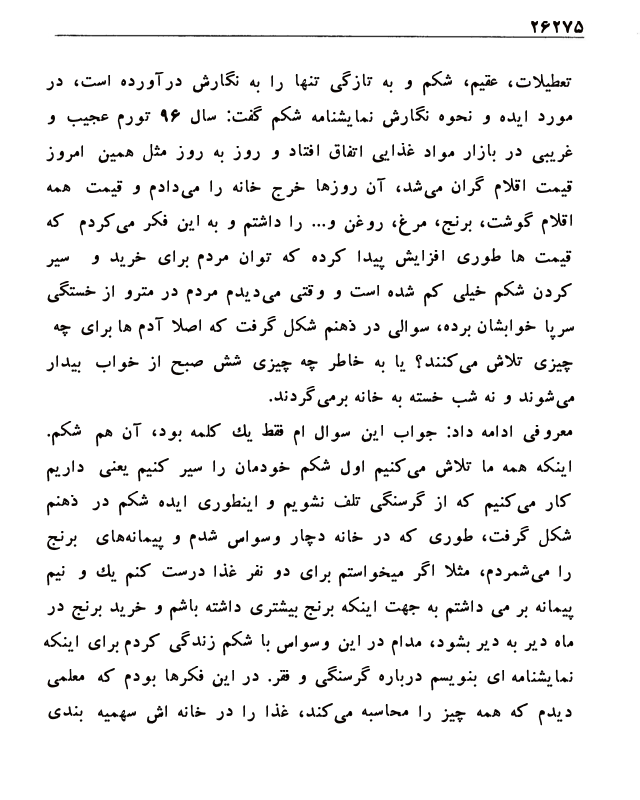 ۲۶۲۷۵
تعطیلات، عقیم، شکم و به تازگی تنها را به نگارش درآورده است، در
مورد ایده و نحوه نگارش نمایشنامه شکم گفت: سال ۹۶ تورم عجیب و
غریبی در بازار مواد غذایی اتفاق افتاد و روز به روز مثل همین امروز
قیمت اقلام گران می‌شد، آن روزها خرج خانه را می‌دادم و قیمت همه
اقلام گوشت، برنج، مرغ، روغن و... را داشتم و به این فکر می‌کردم که
قیمت ها طوری افزایش پیدا کرده که توان مردم برای خرید و سیر
کردن شکم خیلی کم شده است و وقتی می‌دیدم مردم در مترو از خستگی
سرپا خوابشان برده، سوالی در ذهنم شکل گرفت که اصلا آدم ها برای چه
چیزی تلاش می‌کنند؟ یا به خاطر چه چیزی شش صبح از خواب بیدار
می‌شوند و نه شب خسته به خانه برمی‌گردند.
معروفی ادامه داد: جواب این سوال ام فقط یك کلمه بود، آن هم شکم.
اینکه همه ما تلاش می‌کنیم اول شکم خودمان را سیر کنیم یعنی داریم
کار می‌کنیم که از گرسنگی تلف نشویم و اینطوری ایده شکم در ذهنم
شکل گرفت، طوری که در خانه دچار وسواس شدم و پیمانه‌های برنج
را می‌شمردم، مثلا اگر میخواستم برای دو نفر غذا درست کنم یك و نیم
پیمانه بر می داشتم به جهت اینکه برنج بیشتری داشته باشم و خرید برنج در
ماه دیر به دیر بشود، مدام در این وسواس با شکم زندگی کردم برای اینکه
نمایشنامه ای بنویسم درباره گرسنگی و فقر. در این فکرها بودم که معلمی
دیدم که همه چیز را محاسبه می‌کند، غذا را در خانه اش سهمیه بندی